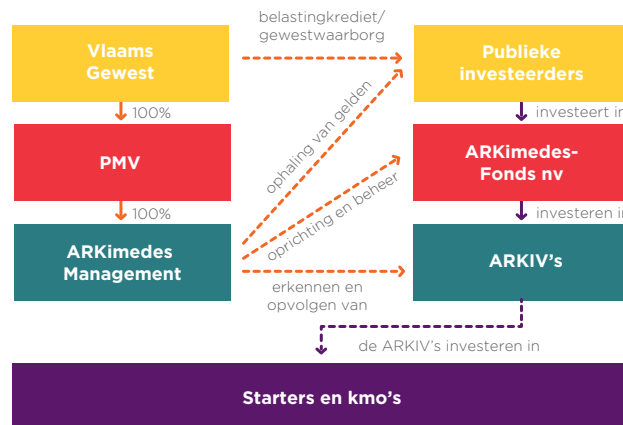 belastingkrediet/
gewestwaarborg
Vlaams
Gewest
Publieke
investeerders
100%
investeert in
ophaling van gelden
PMV
ARKimedes-
Fonds nv
oprichting en beheer
100%
investeren in
ARKimedes
Management
ARKIV's
erkennen en
opvolgen van
de ARKIV's investeren in
Starters en kmo's